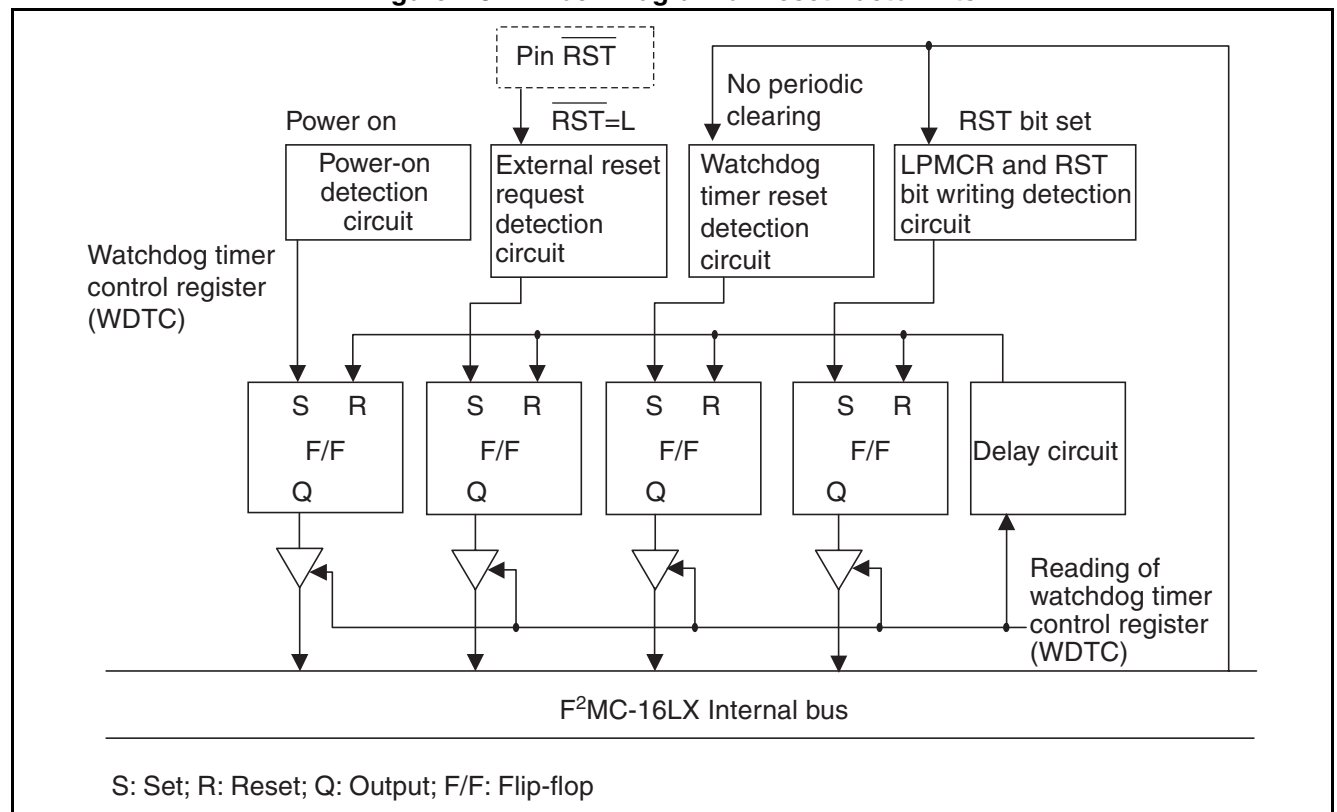 Pin RST
No periodic
clearing
Power on
RST=L
RST bit set
Power-on
detection
circuit
External reset
request
detection
circuit
Watchdog
timer reset
detection
circuit
LPMCR and RST
bit writing detection
circuit
Watchdog timer
control register
(WDTC)
S R
F/F
Q
S R
F/F
Q
S R
F/F
Q
S R
F/F
Q
Delay circuit
Reading of
watchdog timer
control register
(WDTC)
F²MC-16LX Internal bus
S: Set; R: Reset; Q: Output; F/F: Flip-flop